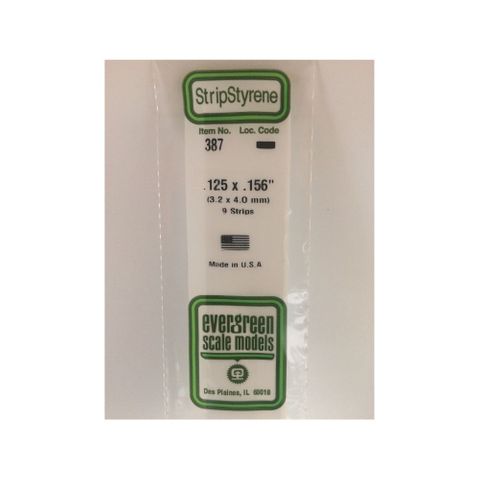 StripStyrene
Item No. Loc. Code
387
.125 x .156"
(3.2 x 4.0 mm)
9 Strips
Made in U.S.A
evergreen
scale models
Des Plaines, IL 60018